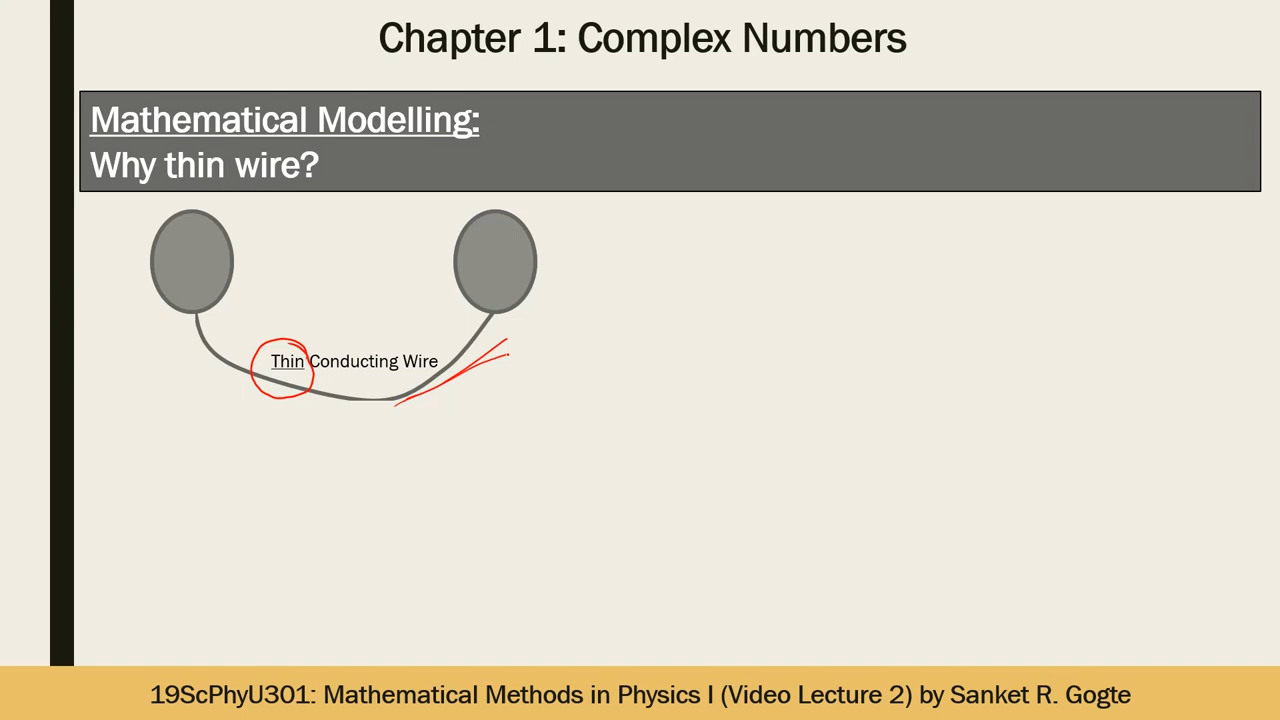 Chapter 1: Complex Numbers
Mathematical Modelling:
Why thin wire?
Thin Conducting Wire
19ScPhyU301: Mathematical Methods in Physics I (Video Lecture 2) by Sanket R. Gogte